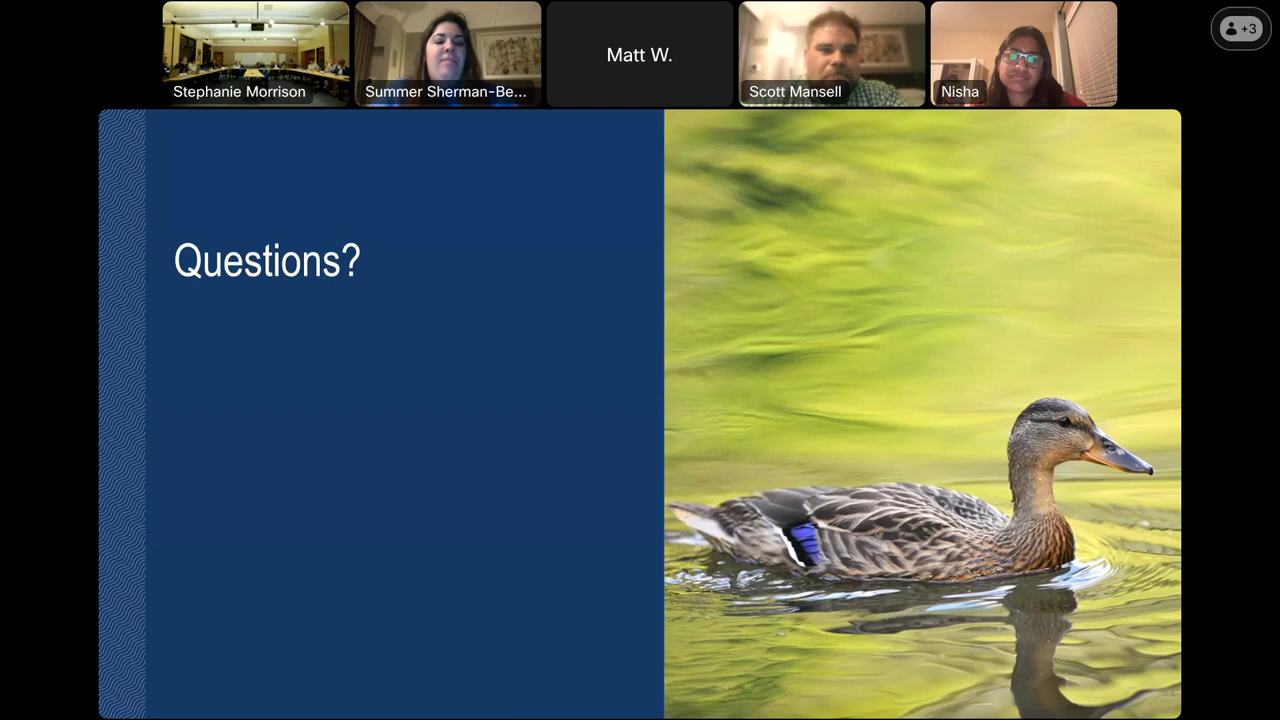 Stephanie Morrison
Summer Sherman-Be...
Matt W.
Scott Mansell
Nisha
+3
Questions?